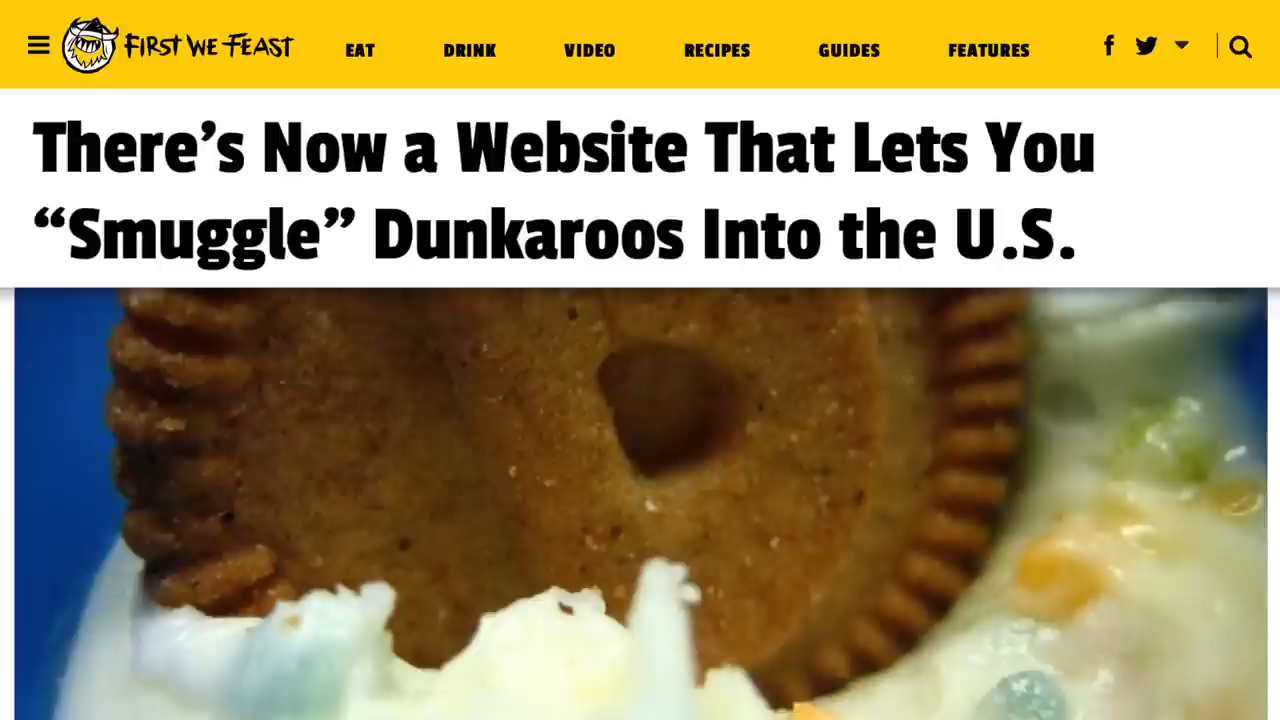 FIRST WE FEAST
EAT DRINK VIDEO RECIPES GUIDES FEATURES
There’s Now a Website That Lets You
“Smuggle” Dunkaroos Into the U.S.